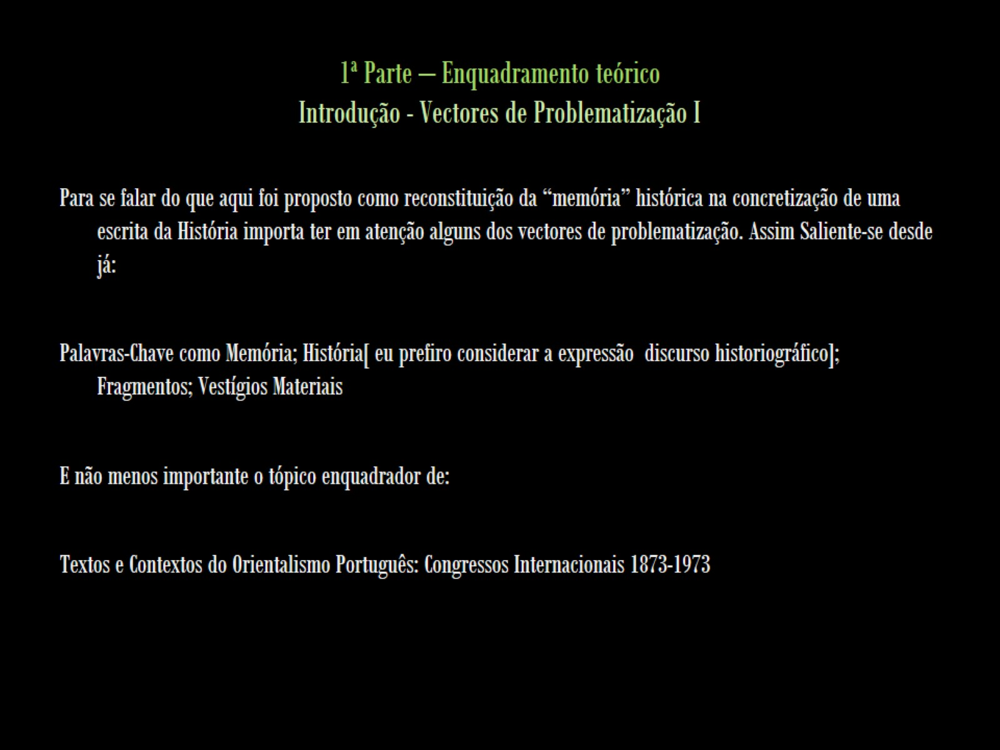 1ª Parte – Enquadramento teórico
Introdução - Vectores de Problematização I
Para se falar do que aqui foi proposto como reconstituição da “memória” histórica na concretização de uma
escrita da História importa ter em atenção alguns dos vectores de problematização. Assim Saliente-se desde
já:
Palavras-Chave como Memória; História[ eu prefiro considerar a expressão  discurso historiográfico];
Fragmentos; Vestígios Materiais
E não menos importante o tópico enquadrador de:
Textos e Contextos do Orientalismo Português: Congressos Internacionais 1873-1973